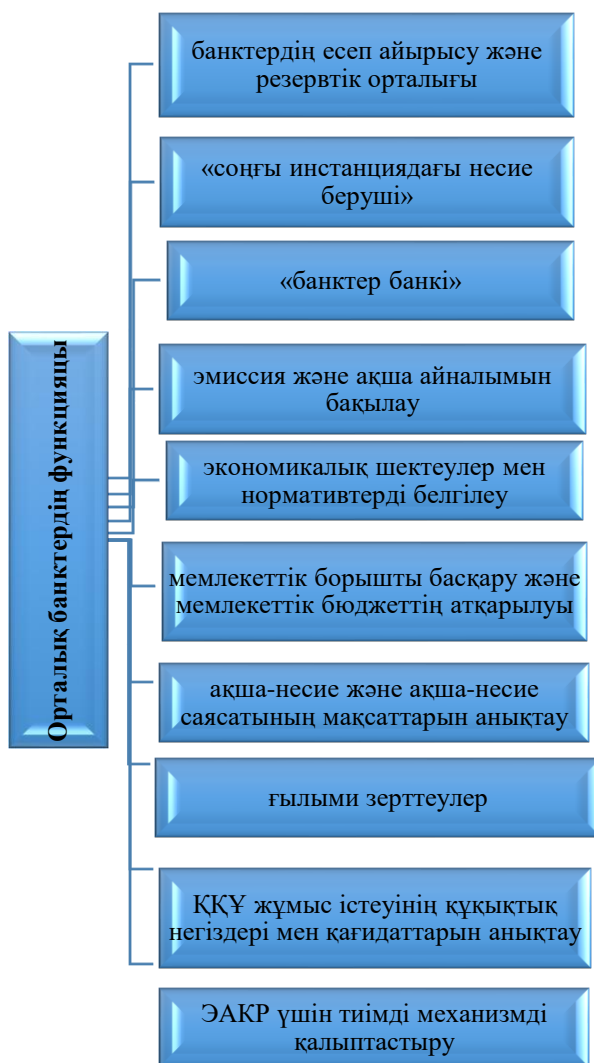 Орталық банктердің функцияцы
банктердің есеп айырысу және
резервтік орталығы
«соңғы инстанциядағы несие
беруші»
«банктер банкі»
эмиссия және ақша айналымын
бақылау
экономикалық шектеулер мен
нормативтерді белгілеу
мемлекеттік борышты басқару және
мемлекеттік бюджеттің атқарылуы
ақша-несие және ақша-несие
саясатының мақсаттарын анықтау
ғылыми зерттеулер
ҚҚҰ жұмыс істеуінің құқықтық
негіздері мен қағидаттарын анықтау
ЭАКР үшін тиімді механизмді
қалыптастыру